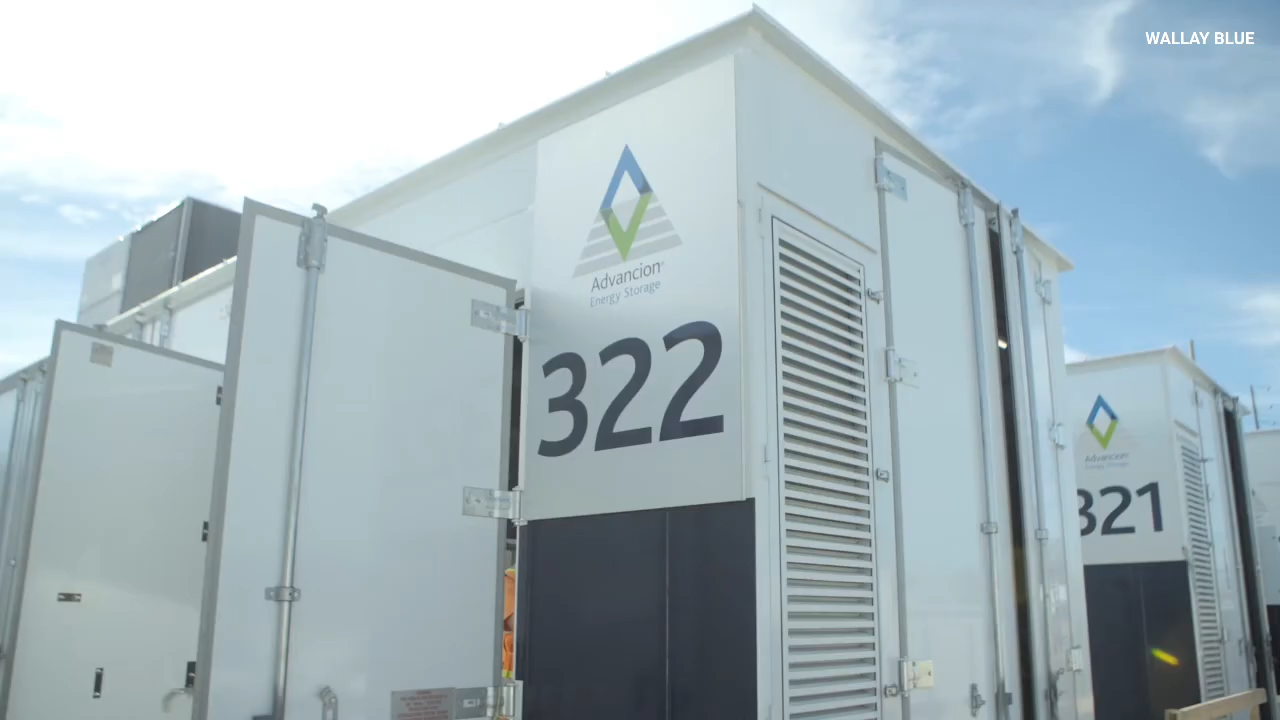 WALLAY BLUE
Advancion
Energy Storage
322
Advancion
Energy Storage
321